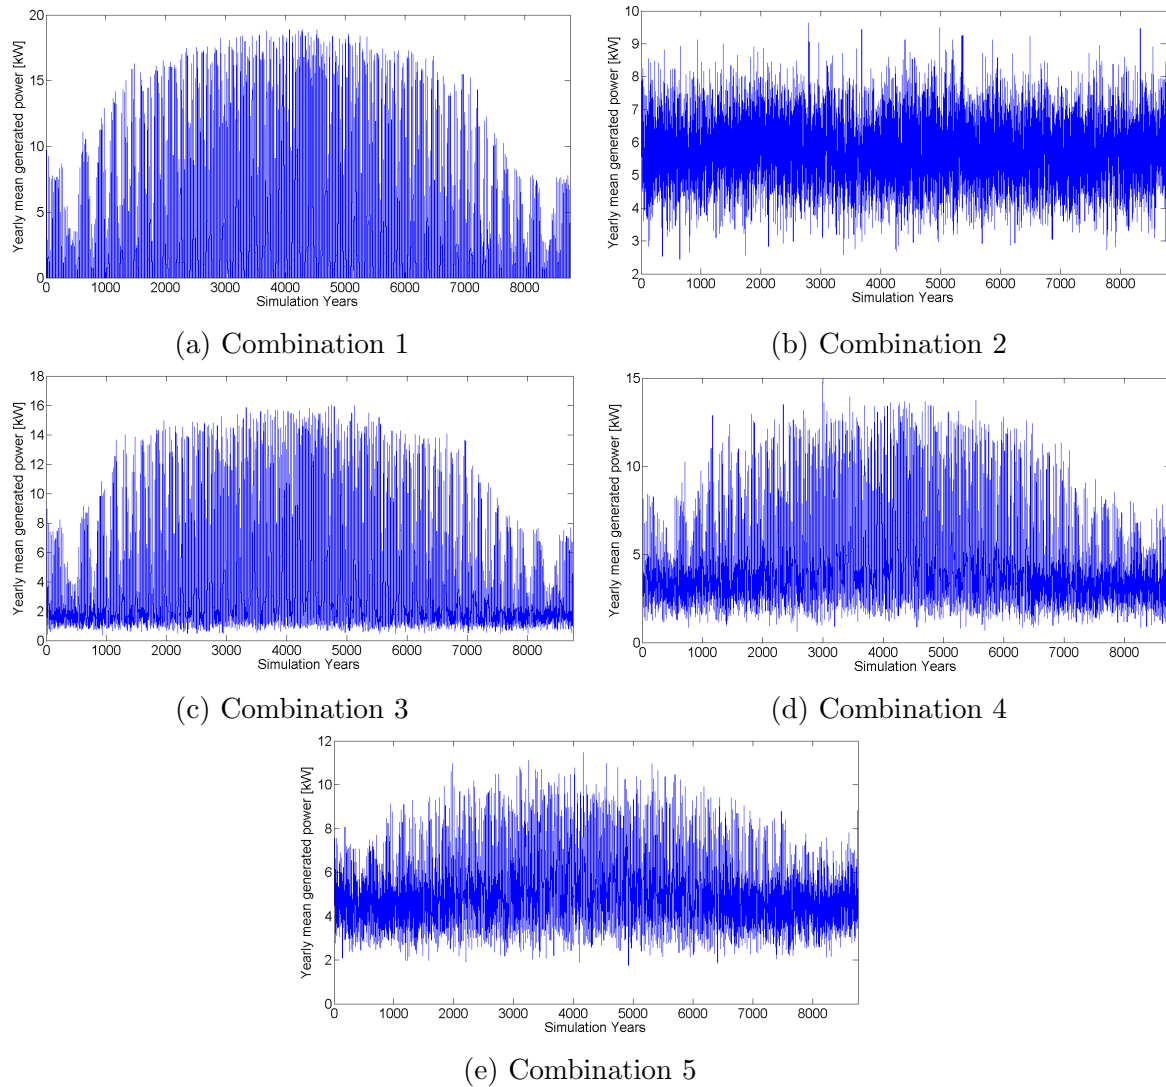 20
15
10
5
0
Yearly mean generated power [kW]
0 1000 2000 3000 4000 5000 6000 7000 8000
Simulation Years
(a) Combination 1
10
9
8
7
6
5
4
3
2
Yearly mean generated power [kW]
0 1000 2000 3000 4000 5000 6000 7000 8000
Simulation Years
(b) Combination 2
18
16
14
12
10
8
6
4
2
0
Yearly mean generated power [kW]
0 1000 2000 3000 4000 5000 6000 7000 8000
Simulation Years
(c) Combination 3
15
10
5
0
Yearly mean generated power [kW]
0 1000 2000 3000 4000 5000 6000 7000 8000
Simulation Years
(d) Combination 4
12
10
8
6
4
2
0
Yearly mean generated power [kW]
0 1000 2000 3000 4000 5000 6000 7000 8000
Simulation Years
(e) Combination 5